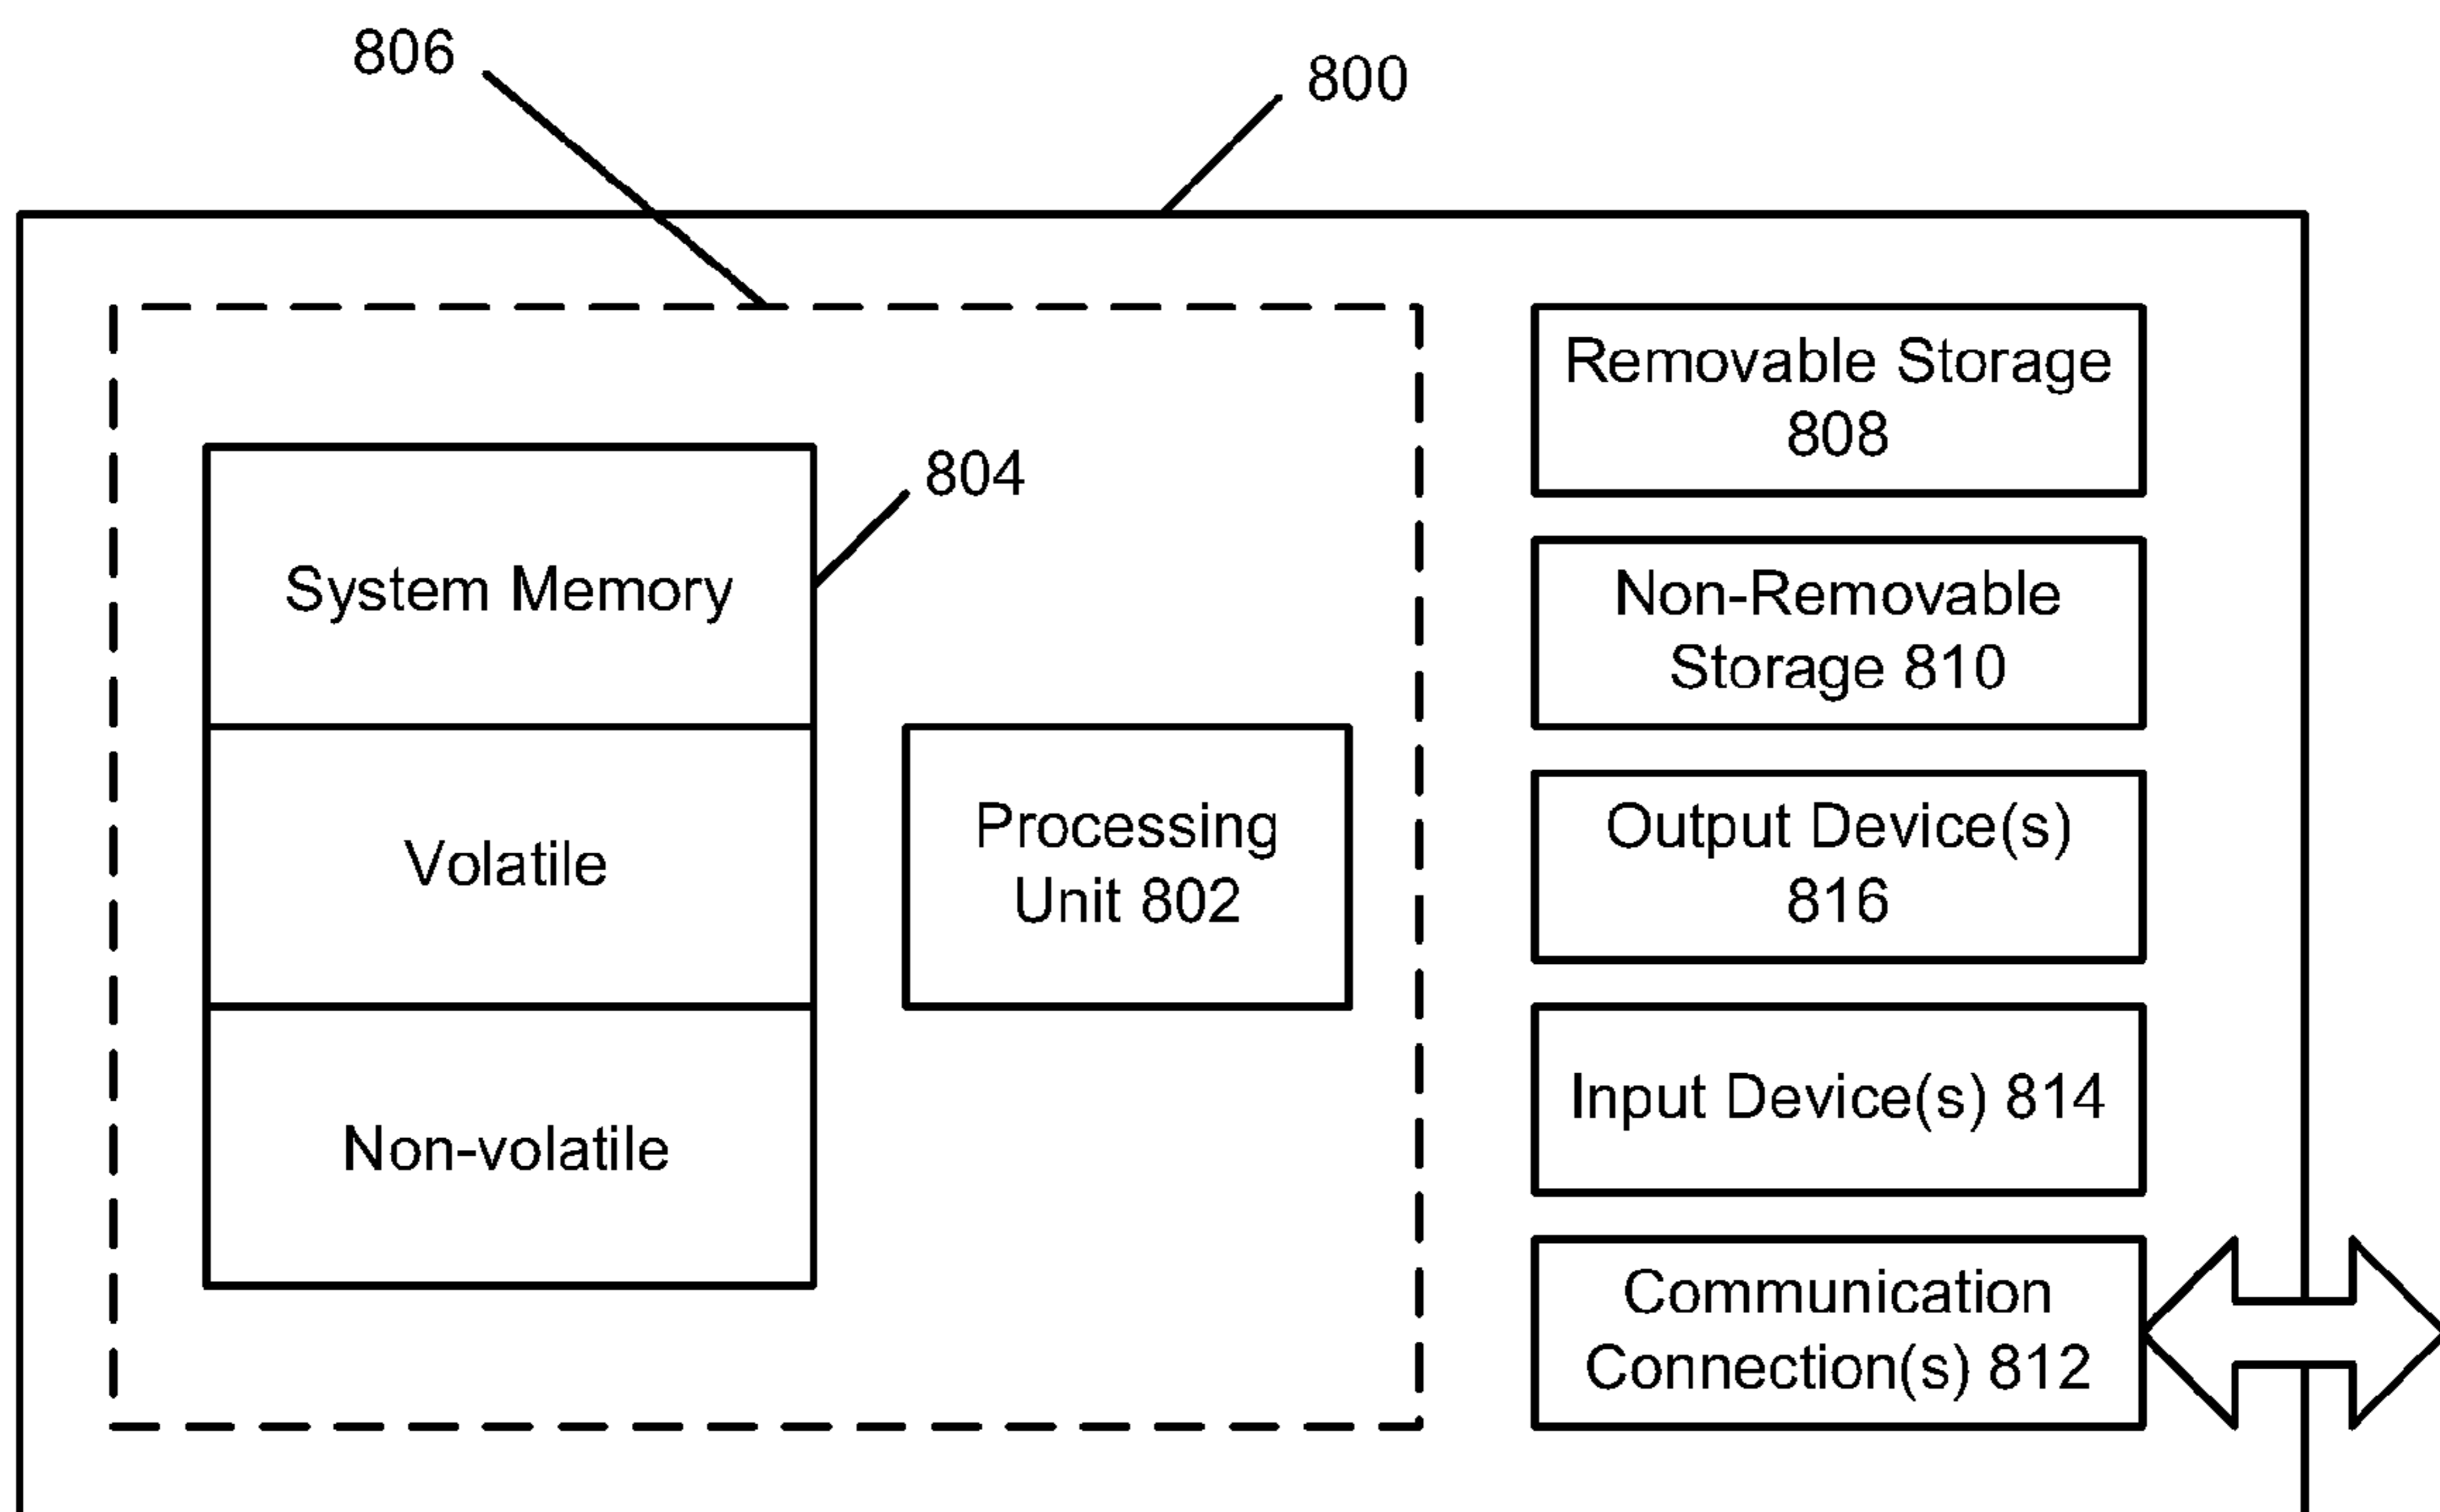 806
800
804
System Memory
Volatile
Non-volatile
Processing
Unit 802
Removable Storage
808
Non-Removable
Storage 810
Output Device(s)
816
Input Device(s) 814
Communication
Connection(s) 812